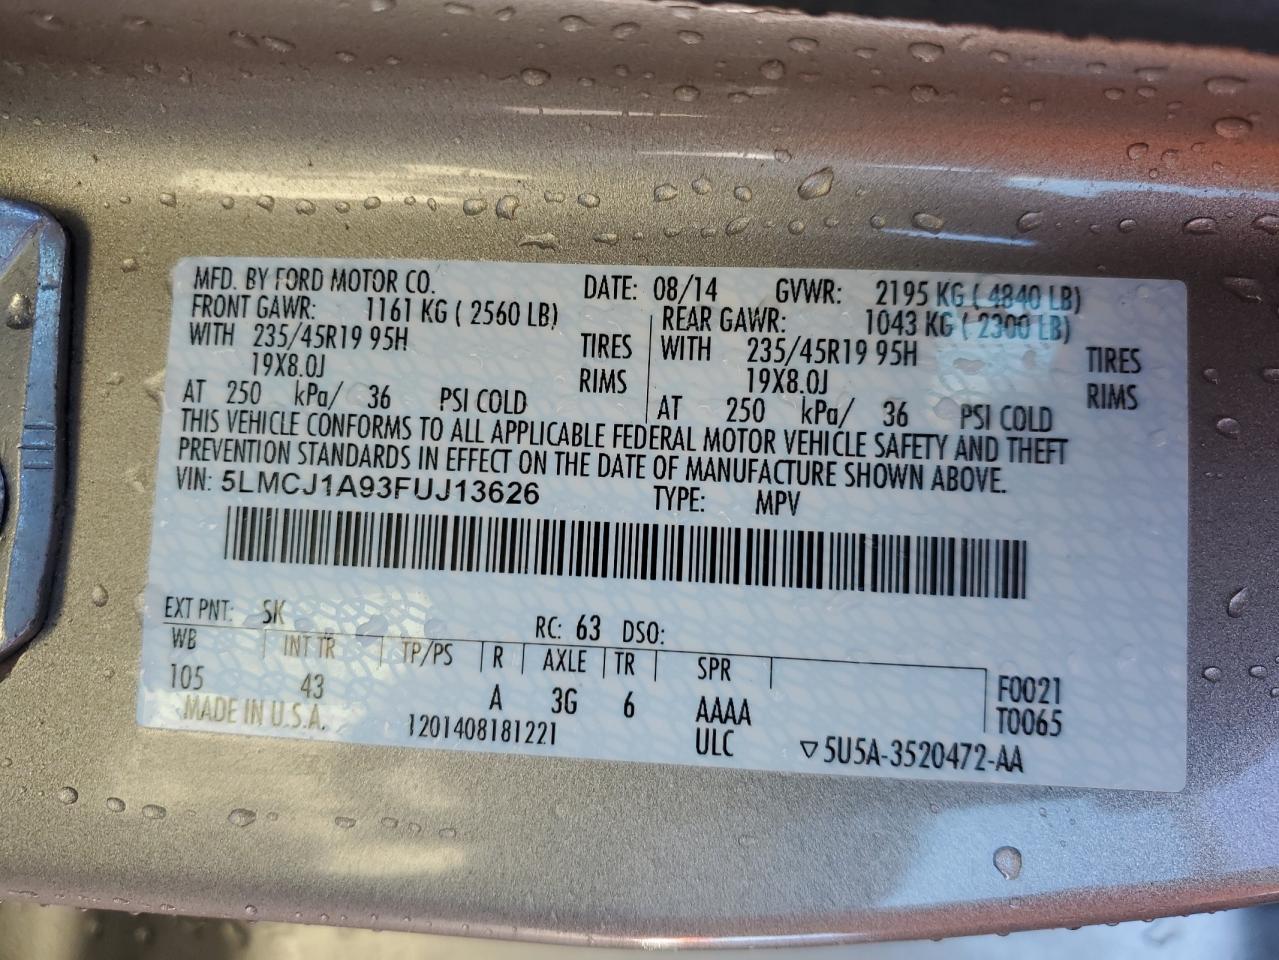 MFD. BY FORD MOTOR CO. DATE: 08/14 GVWR: 2195 KG ( 4840 LB)
FRONT GAWR: 1161 KG ( 2560 LB) REAR GAWR: 1043 KG ( 2300 LB)
WITH 235/45R19 95H TIRES WITH 235/45R19 95H TIRES
19X8.0J RIMS 19X8.0J RIMS
AT 250 kPa/ 36 PSI COLD AT 250 kPa/ 36 PSI COLD
THIS VEHICLE CONFORMS TO ALL APPLICABLE FEDERAL MOTOR VEHICLE SAFETY AND THEFT
PREVENTION STANDARDS IN EFFECT ON THE DATE OF MANUFACTURE SHOWN ABOVE.
VIN: 5LMCJ1A93FUJ13626 TYPE: MPV
EXT PNT: SK RC: 63 DSO:
WB INT TR TP/PS R AXLE TR SPR
105 43 A 3G 6 AAAA F0021
MADE IN U.S.A. 1201408181221 ULC T0065
▽5U5A-3520472-AA